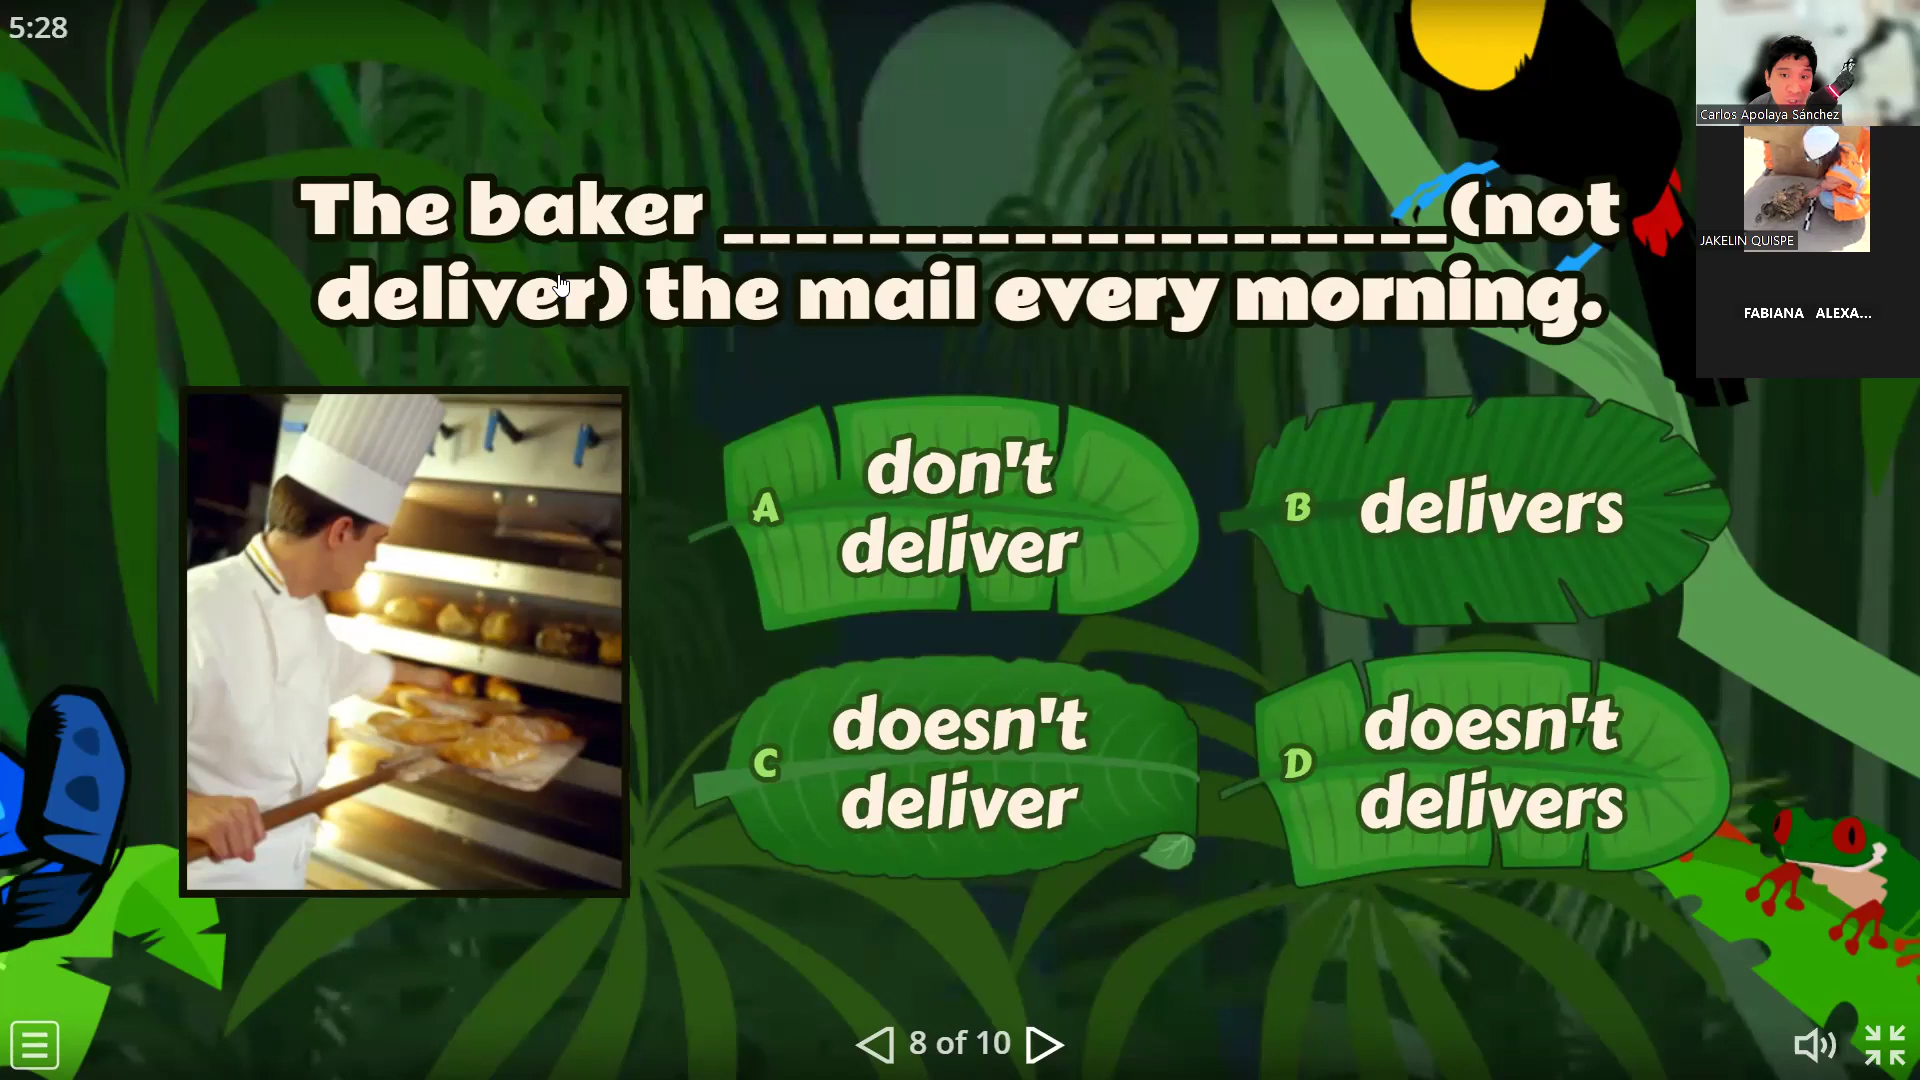 5:28
Carlos Apolaya Sánchez
JAKELIN QUISPE
FABIANA ALEXA...
The baker ____________________(not
deliver) the mail every morning.
A don't
deliver
B delivers
C doesn't
deliver
D doesn't
delivers
8 of 10